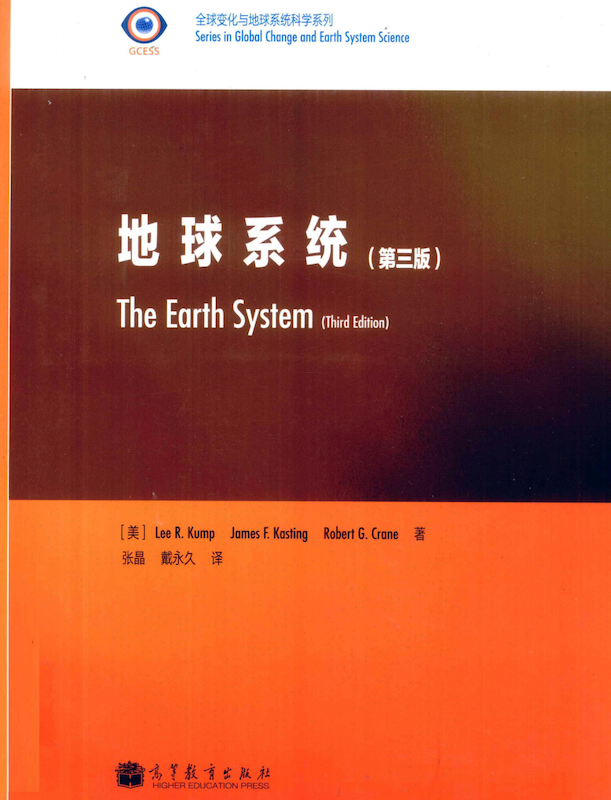 全球变化与地球系统科学系列
Series in Global Change and Earth System Science
GCESS
地球系统(第三版)
The Earth System (Third Edition)
[美] Lee R. Kump James F. Kasting Robert G. Crane 著
张晶 戴永久 译
高等教育出版社
HIGHER EDUCATION PRESS